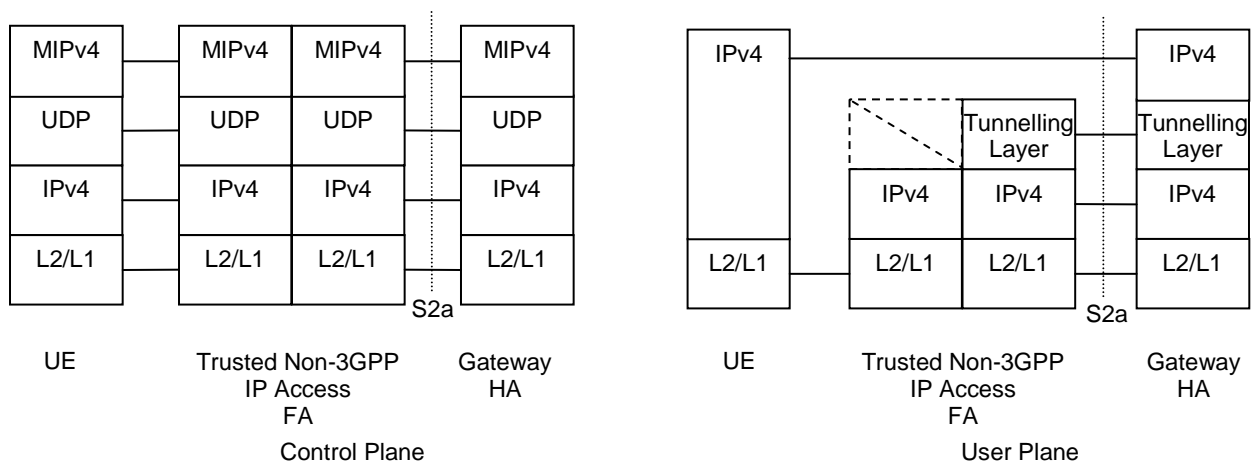 MIPv4 MIPv4 MIPv4 MIPv4
UDP UDP UDP UDP
IPv4 IPv4 IPv4 IPv4
L2/L1 L2/L1 L2/L1 L2/L1
S2a
UE
Trusted Non-3GPP
IP Access
FA
Gateway
HA
Control Plane
IPv4 IPv4
Tunnelling
Layer
Tunnelling
Layer
IPv4 IPv4 IPv4
L2/L1 L2/L1 L2/L1 L2/L1
S2a
UE
Trusted Non-3GPP
IP Access
FA
Gateway
HA
User Plane